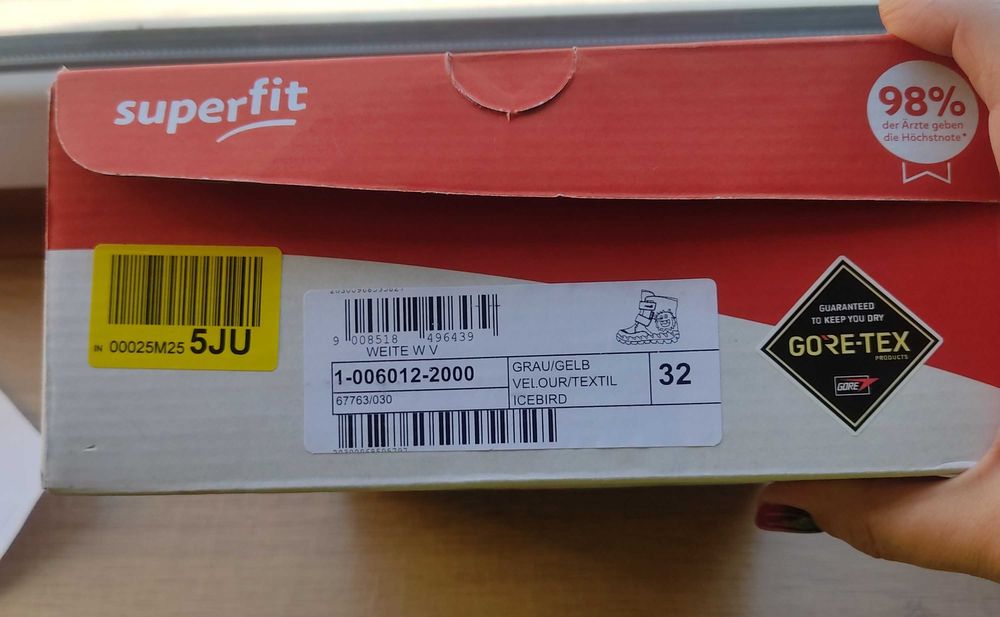 superfit
98%
der Ärzte geben
die Höchstnote*
IN 00025M25 5JU
9 008518 496439
WEITE W V
1-006012-2000
67763/030
GRAU/GELB
VELOUR/TEXTIL
ICEBIRD
32
GUARANTEED
TO KEEP YOU DRY
GORE-TEX
PRODUCTS
GORE